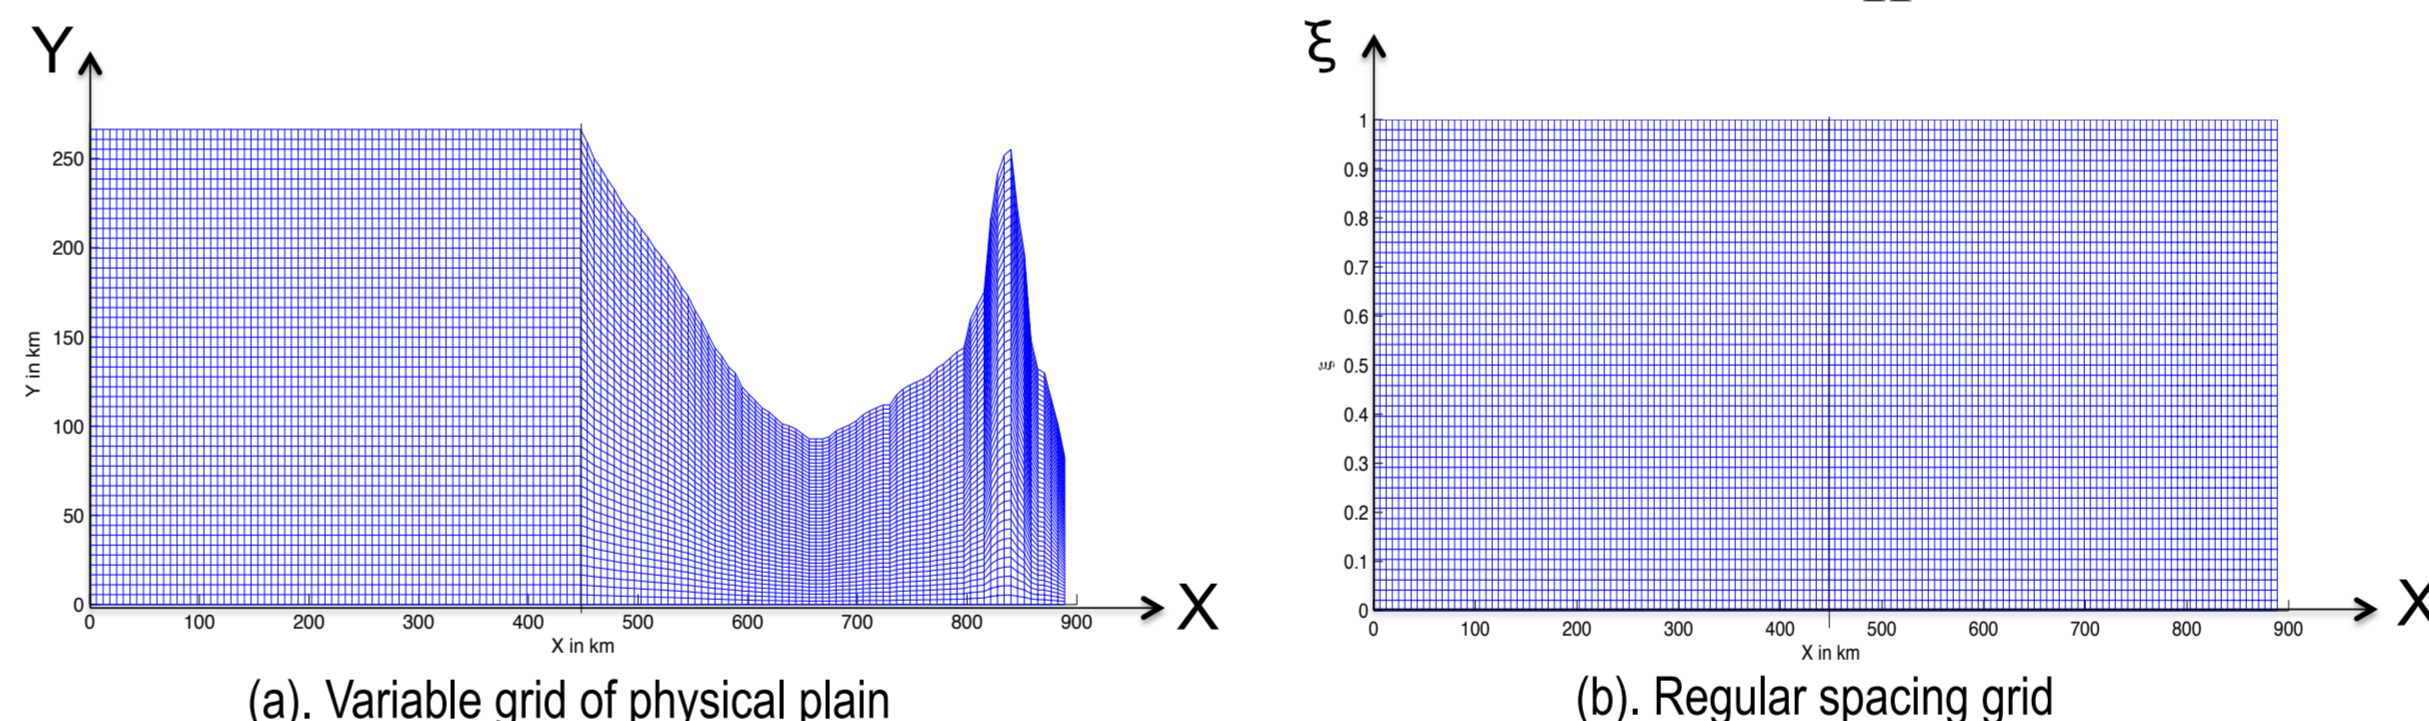 Y
250
200
150
100
50
0
Y in km
0 100 200 300 400 500 600 700 800 900
X in km
X
(a). Variable grid of physical plain
ξ
1
0.9
0.8
0.7
0.6
0.5
0.4
0.3
0.2
0.1
0
ξ
0 100 200 300 400 500 600 700 800 900
X in km
X
(b). Regular spacing grid